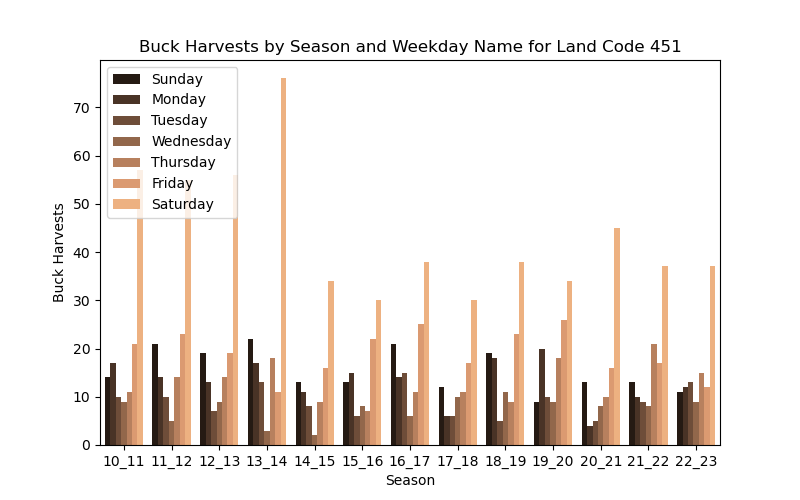 Buck Harvests by Season and Weekday Name for Land Code 451
Sunday
Monday
Tuesday
Wednesday
Thursday
Friday
Saturday
70
60
50
40
30
20
10
0
Buck Harvests
10_11 11_12 12_13 13_14 14_15 15_16 16_17 17_18 18_19 19_20 20_21 21_22 22_23
Season